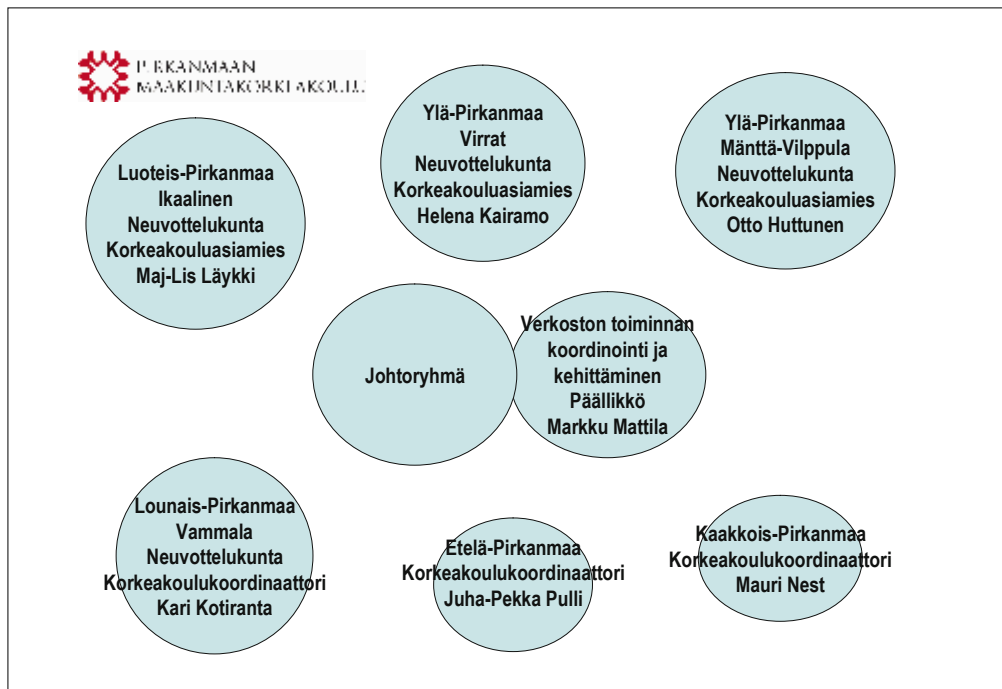 PIRKANMAAN
MAAKUNTAKORKEAKOULU
Ylä-Pirkanmaa
Virrat
Neuvottelukunta
Korkeakouluasiamies
Helena Kairamo
Ylä-Pirkanmaa
Mänttä-Vilppula
Neuvottelukunta
Korkeakouluasiamies
Otto Huttunen
Luoteis-Pirkanmaa
Ikaalinen
Neuvottelukunta
Korkeakouluasiamies
Maj-Lis Läykki
Johtoryhmä
Verkoston toiminnan
koordinointi ja
kehittäminen
Päällikkö
Markku Mattila
Lounais-Pirkanmaa
Vammala
Neuvottelukunta
Korkeakoulukoordinaattori
Kari Kotiranta
Etelä-Pirkanmaa
Korkeakoulukoordinaattori
Juha-Pekka Pulli
Kaakkois-Pirkanmaa
Korkeakoulukoordinaattori
Mauri Nest